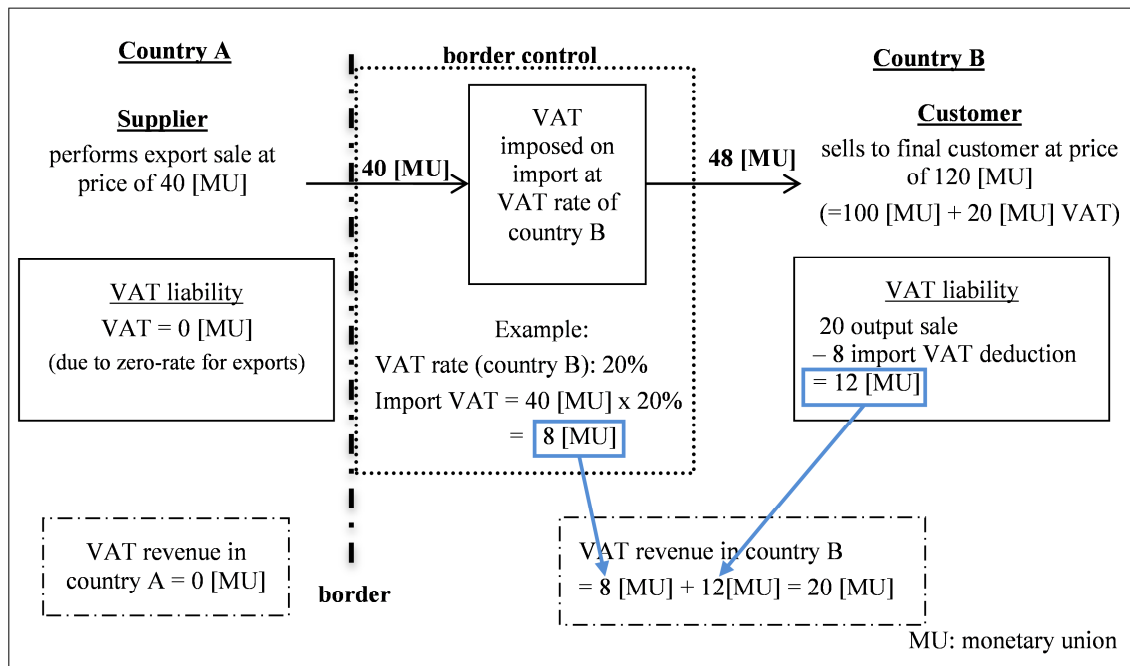 Country A
Supplier
performs export sale at
price of 40 [MU]
VAT liability
VAT = 0 [MU]
(due to zero-rate for exports)
VAT revenue in
country A = 0 [MU]
border
border control
40 [MU]
VAT
imposed on
import at
VAT rate of
country B
Example:
VAT rate (country B): 20%
Import VAT = 40 [MU] x 20%
= 8 [MU]
48 [MU]
Country B
Customer
sells to final customer at price
of 120 [MU]
(=100 [MU] + 20 [MU] VAT)
VAT liability
20 output sale
– 8 import VAT deduction
= 12 [MU]
VAT revenue in country B
= 8 [MU] + 12[MU] = 20 [MU]
MU: monetary union